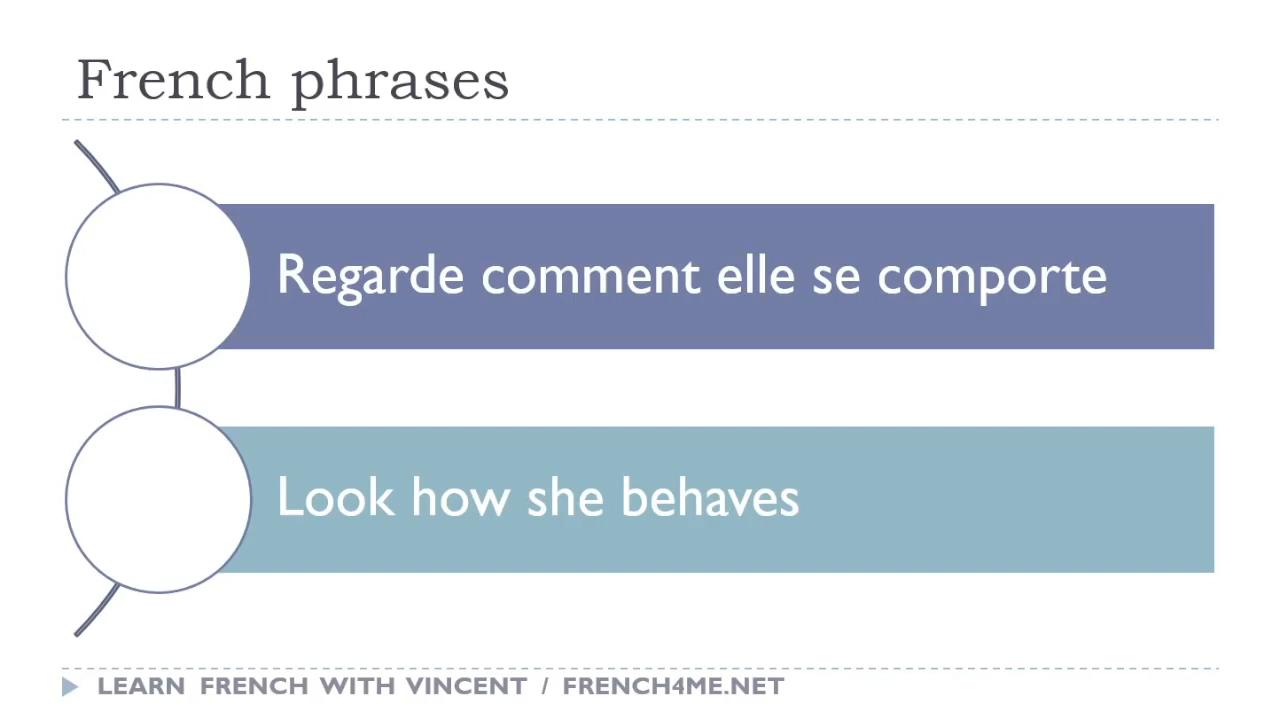 French phrases
Regarde comment elle se comporte
Look how she behaves
LEARN FRENCH WITH VINCENT / FRENCH4ME.NET